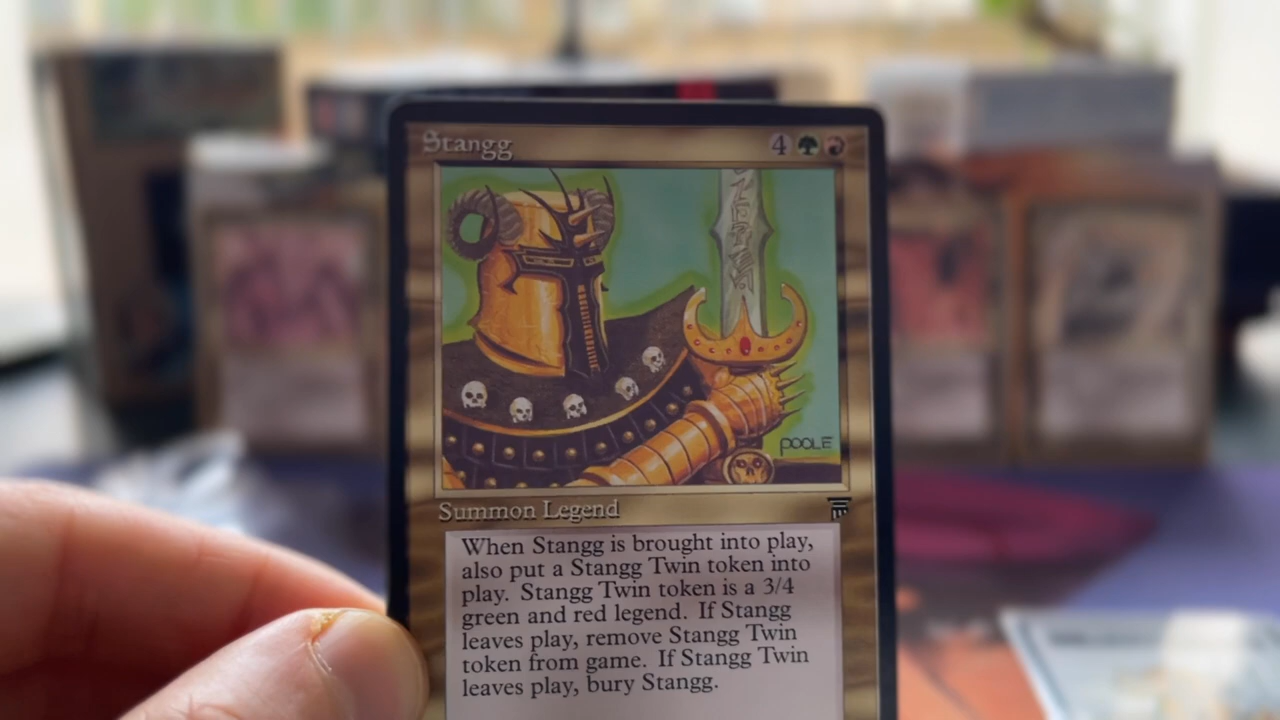 Stangg 4
POOLE
Summon Legend
When Stangg is brought into play,
also put a Stangg Twin token into
play. Stangg Twin token is a 3/4
green and red legend. If Stangg
leaves play, remove Stangg Twin
token from game. If Stangg Twin
leaves play, bury Stangg.